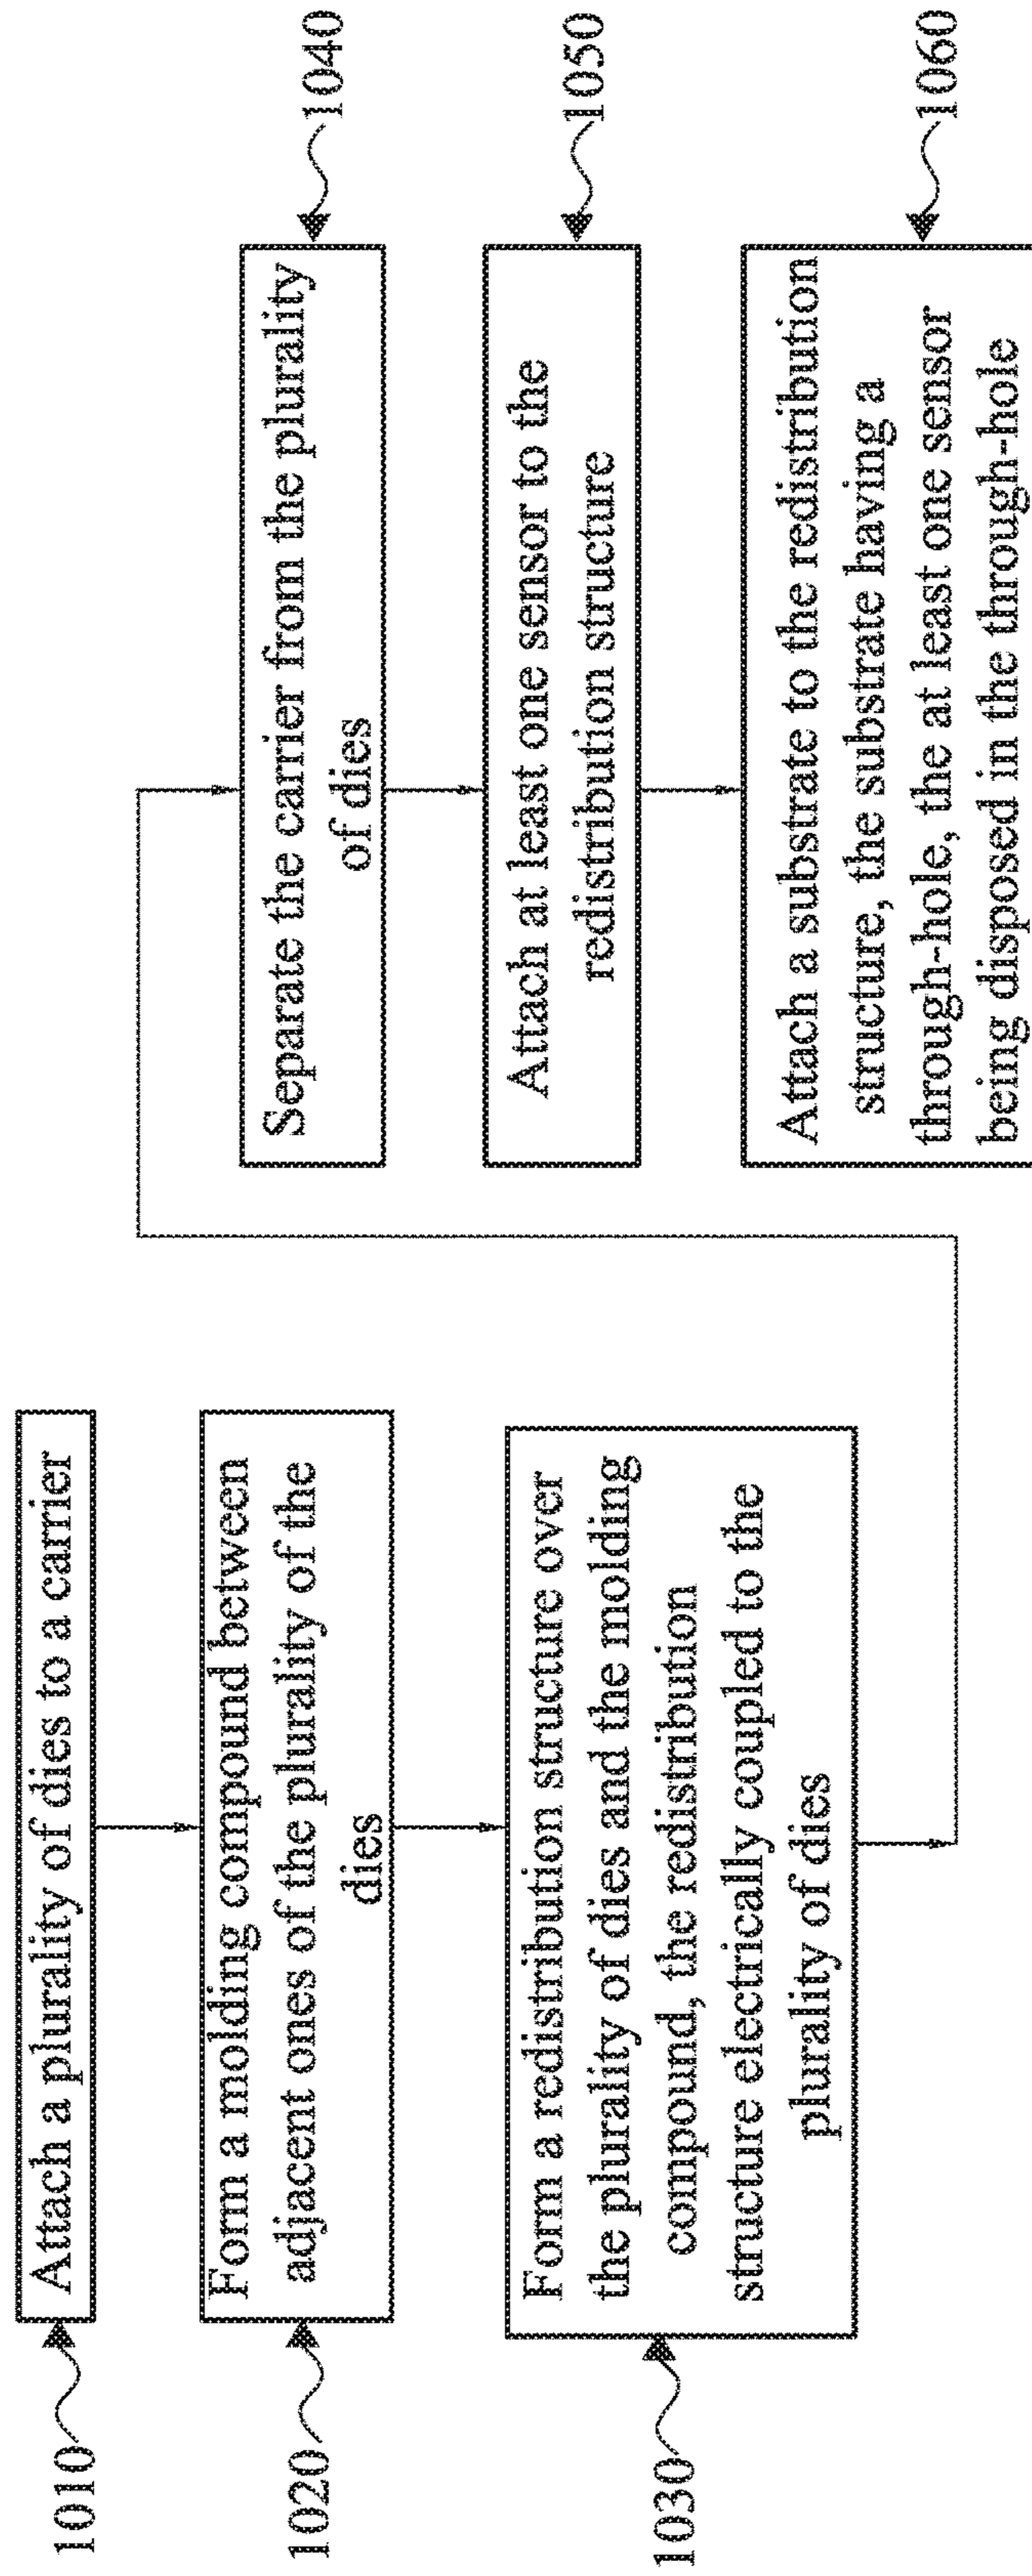 1010
Attach a plurality of dies to a carrier
1020
Form a molding compound between
adjacent ones of the plurality of the
dies
1030
Form a redistribution structure over
the plurality of dies and the molding
compound, the redistribution
structure electrically coupled to the
plurality of dies
Separate the carrier from the plurality
of dies
1040
Attach at least one sensor to the
redistribution structure
1050
Attach a substrate to the redistribution
structure, the substrate having a
through-hole, the at least one sensor
being disposed in the through-hole
1060